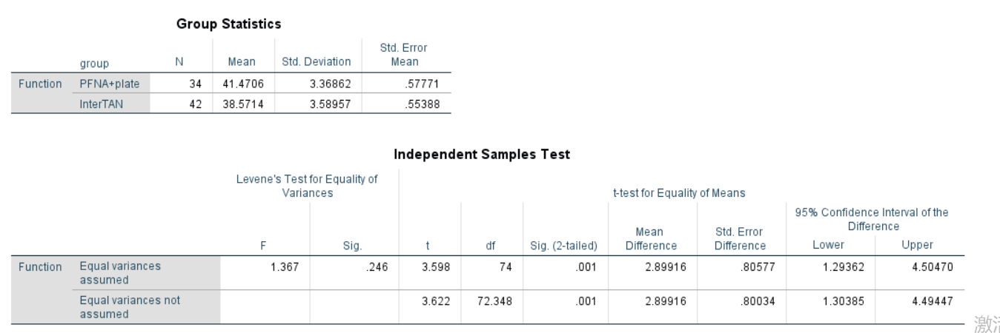 Group Statistics
group N Mean Std. Deviation Std. Error Mean
Function PFNA+plate 34 41.4706 3.36862 .57771
InterTAN 42 38.5714 3.58957 .55388
Independent Samples Test
Levene's Test for Equality of Variances
t-test for Equality of Means
F Sig. t df Sig. (2-tailed) Mean Difference Std. Error Difference 95% Confidence Interval of the Difference
Lower Upper
Function Equal variances assumed 1.367 .246 3.598 74 .001 2.89916 .80577 1.29362 4.50470
Equal variances not assumed 3.622 72.348 .001 2.89916 .80034 1.30385 4.49447
激